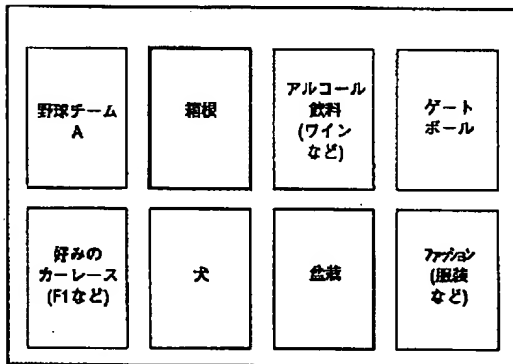 野球チーム
A
箱根
アルコール
飲料
(ワイン
など)
ゲート
ボール
好みの
カーレース
(F1など)
犬
盆栽
ファッション
(服装
など)